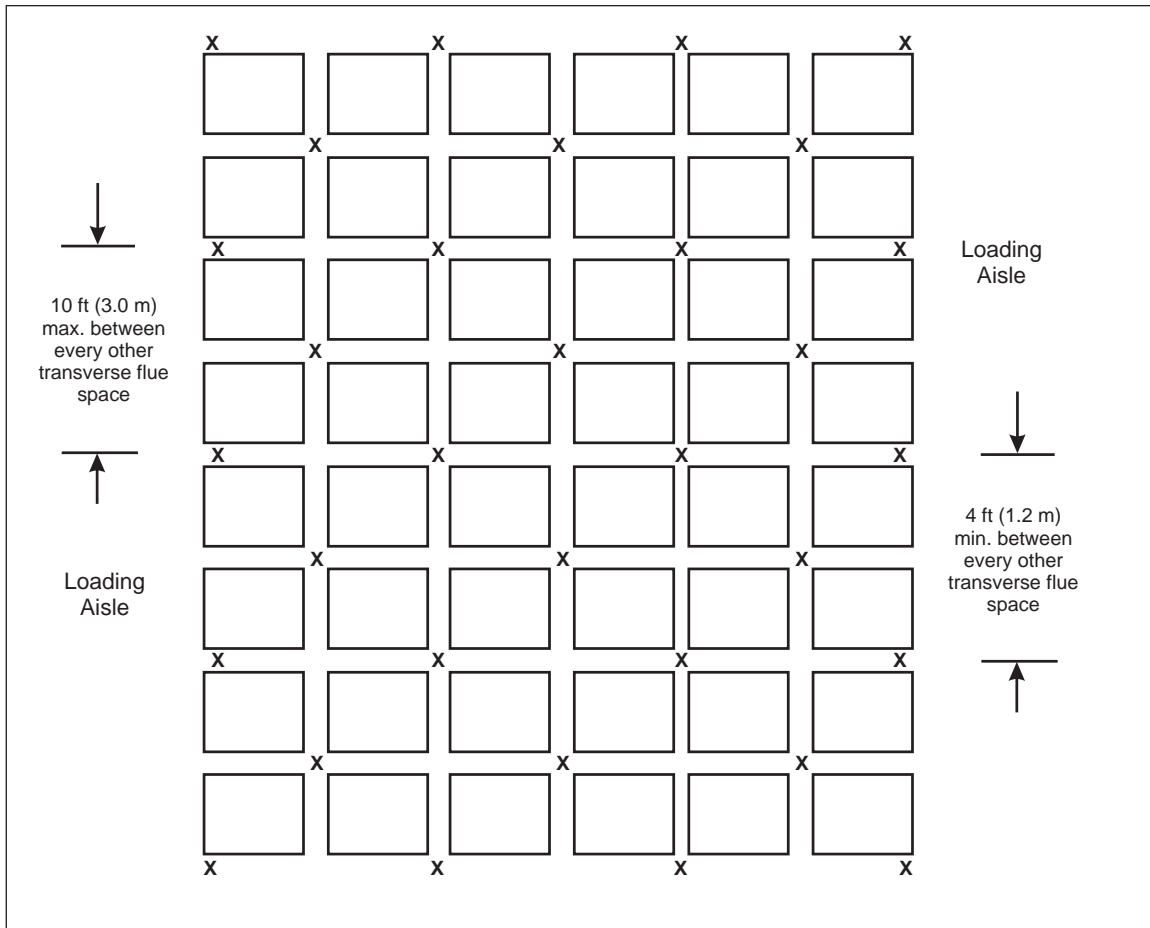 X X X X
X X X
X X X X
Loading
Aisle
10 ft (3.0 m)
max. between
every other
transverse flue
space
X X X
X X X X
4 ft (1.2 m)
min. between
every other
transverse flue
space
X X X
Loading
Aisle
X X X X
X X X
X X X X